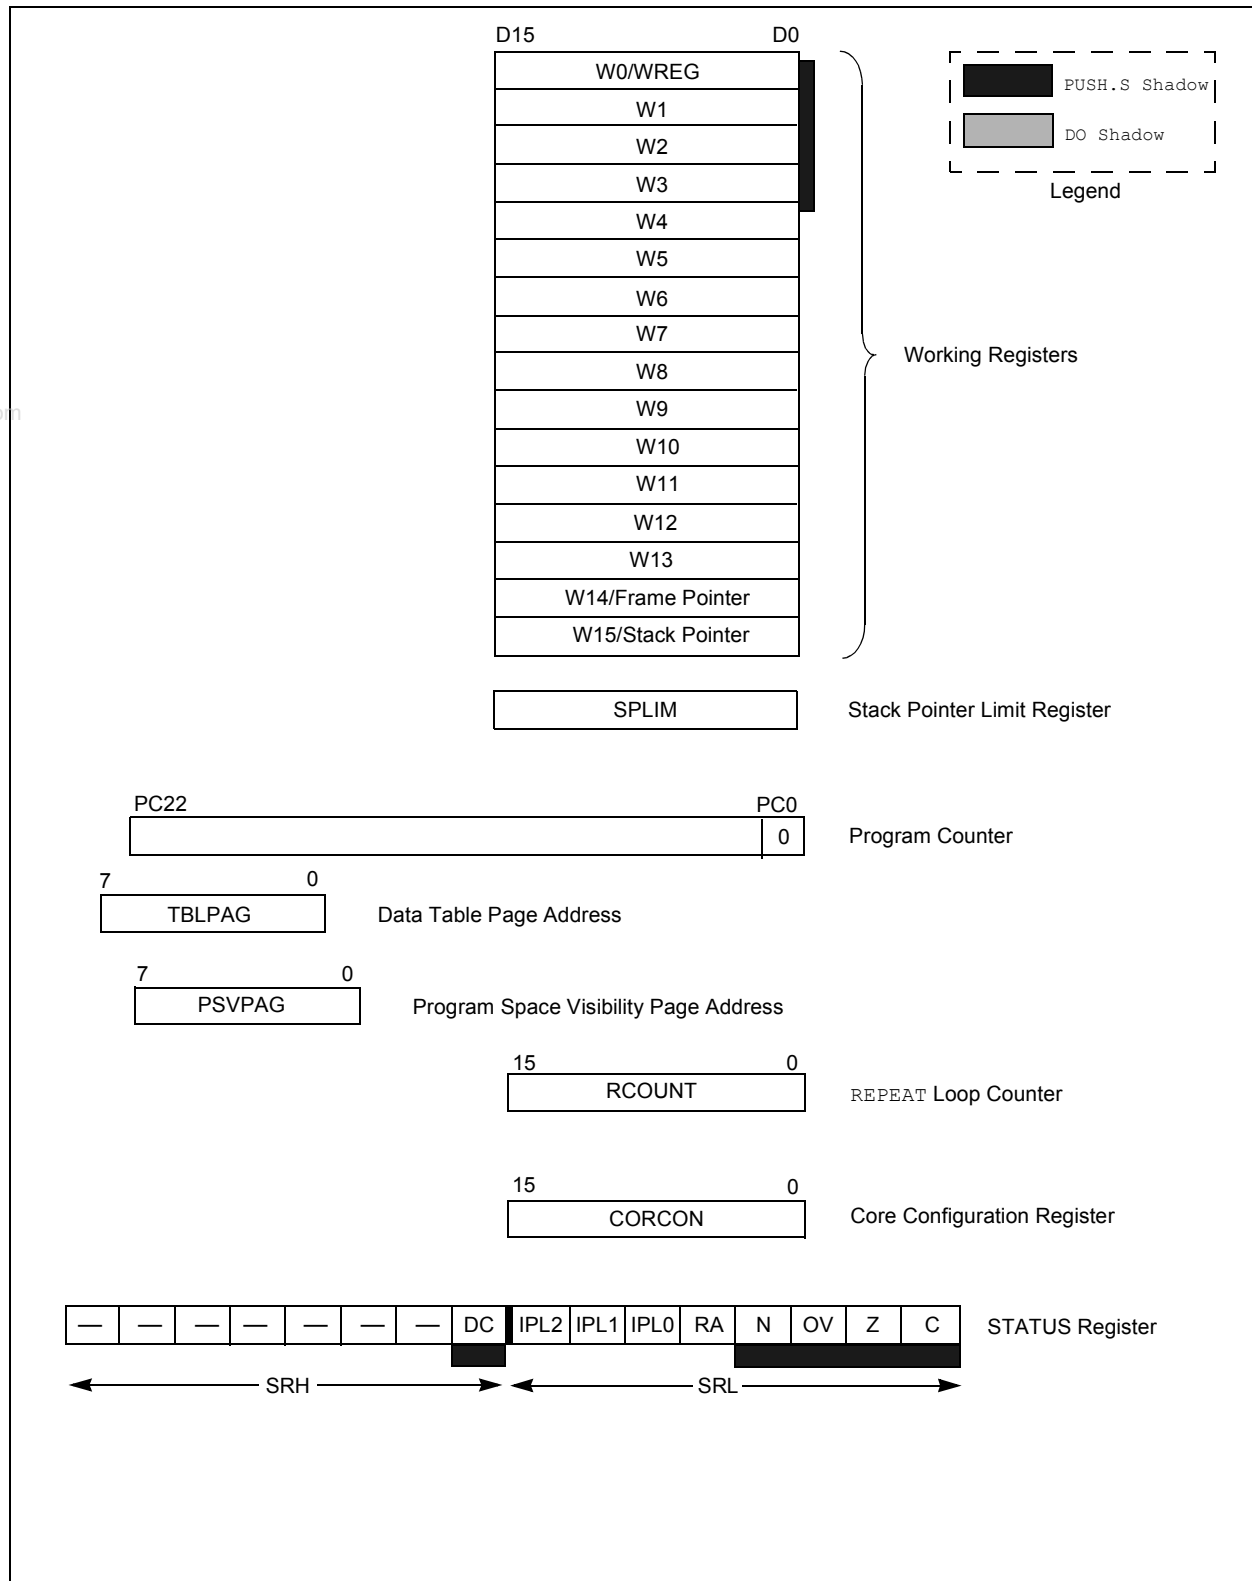 D15 D0
W0/WREG
W1
W2
W3
W4
W5
W6
W7
W8
W9
W10
W11
W12
W13
W14/Frame Pointer
W15/Stack Pointer
PUSH.S Shadow
DO Shadow
Legend
Working Registers
om
SPLIM Stack Pointer Limit Register
PC22 PC0
0 Program Counter
7 0
TBLPAG Data Table Page Address
7 0
PSVPAG Program Space Visibility Page Address
15 0
RCOUNT REPEAT Loop Counter
15 0
CORCON Core Configuration Register
— — — — — — — DC IPL2 IPL1 IPL0 RA N OV Z C STATUS Register
SRH SRL